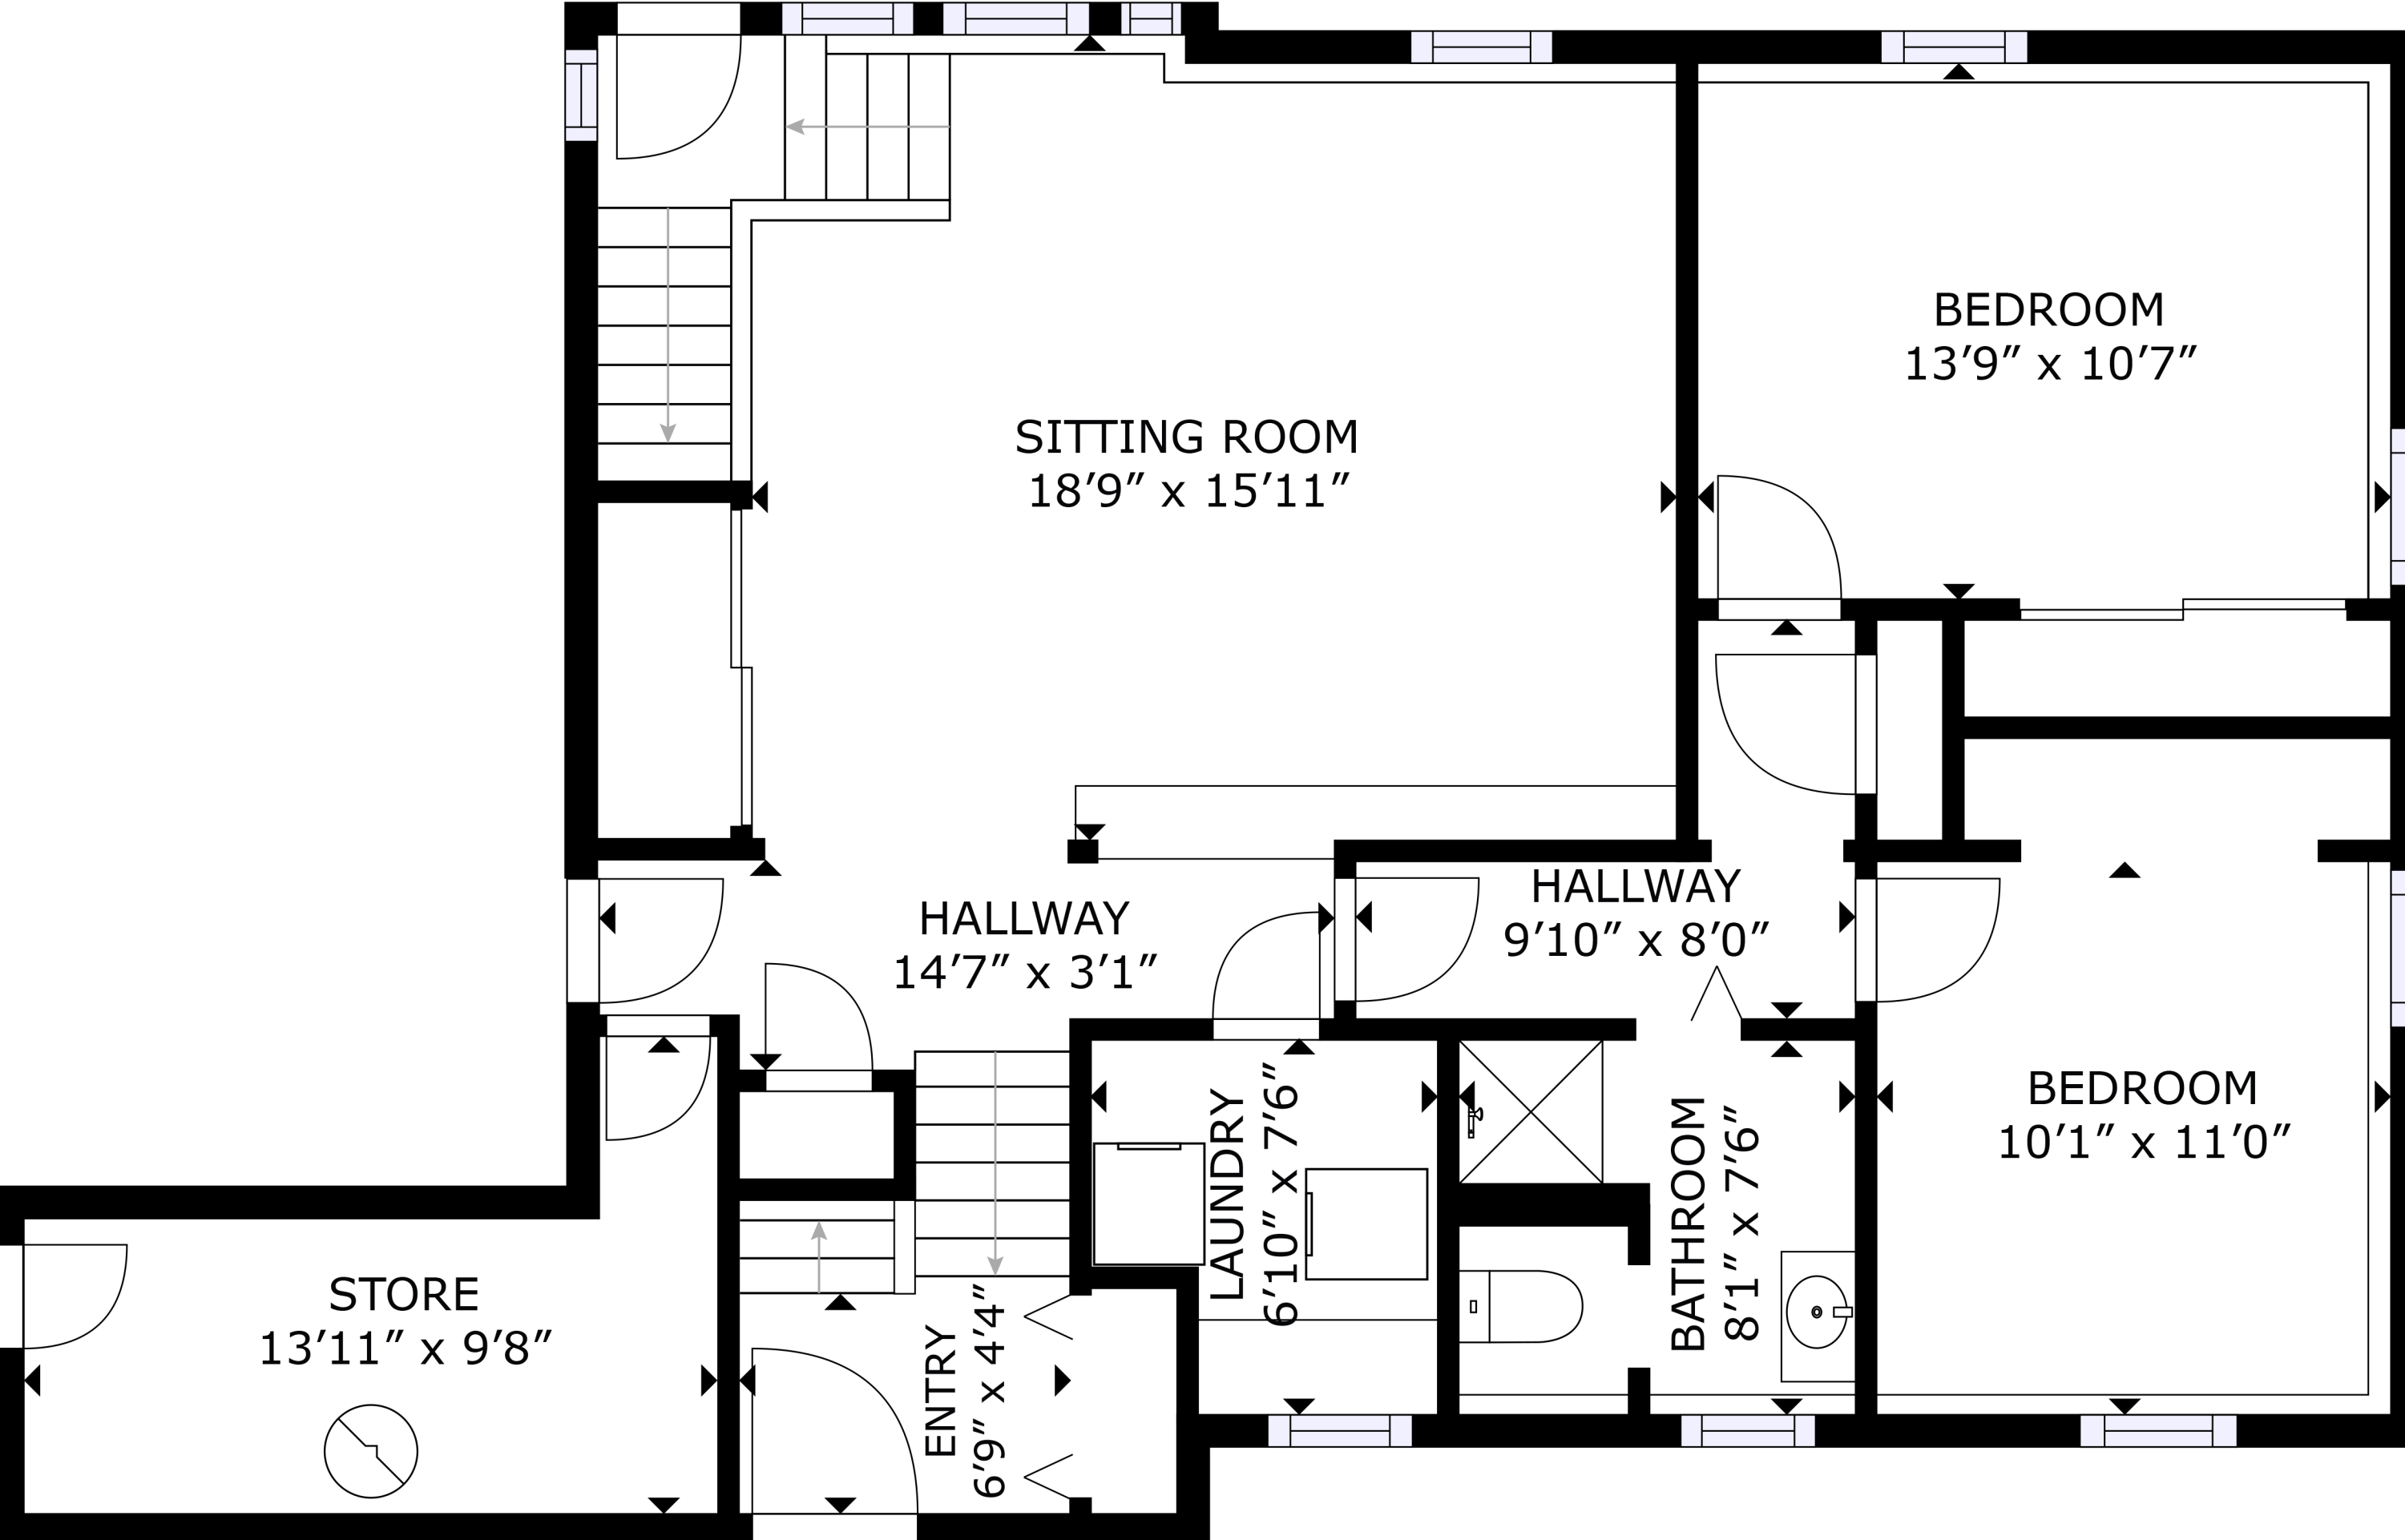 BEDROOM
13′9″ x 10′7″
SITTING ROOM
18′9″ x 15′11″
HALLWAY
9′10″ x 8′0″
HALLWAY
14′7″ x 3′1″
BEDROOM
10′1″ x 11′0″
LAUNDRY
6′10″ x 7′6″
BATHROOM
8′1″ x 7′6″
STORE
13′11″ x 9′8″
ENTRY
6′9″ x 4′4″